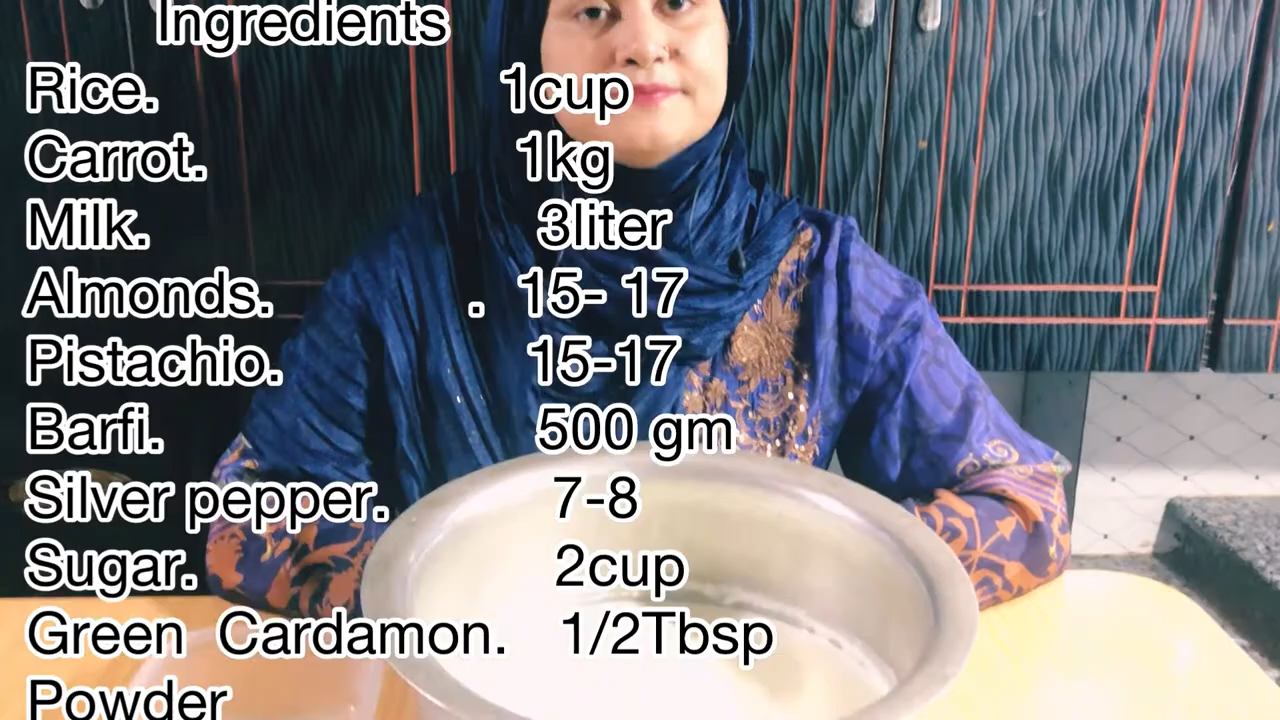 Ingredients
Rice. 1cup
Carrot. 1kg
Milk. 3liter
Almonds. . 15- 17
Pistachio. 15-17
Barfi. 500 gm
Silver pepper. 7-8
Sugar. 2cup
Green Cardamon. 1/2Tbsp
Powder